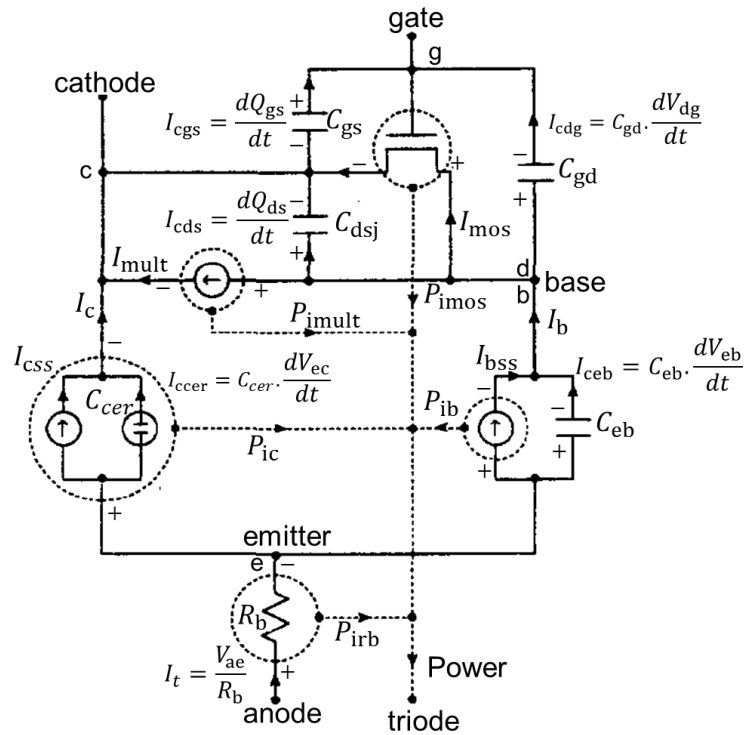 gate
g
cathode
I_cgs = dQ_gs/dt
+
C_gs
−
I_cdg = C_gd . dV_dg/dt
−
C_gd
+
c
−
+
I_cds = dQ_ds/dt
−
C_dsj
+
I_mos
I_mult
−
+
d
b
base
P_imos
I_c
P_imult
I_b
−
I_css
I_ccer = C_cer . dV_ec/dt
I_bss
I_ceb = C_eb . dV_eb/dt
C_cer
P_ib
−
−
C_eb
P_ic
+
+
+
emitter
e
−
R_b
P_irb
I_t = V_ae/R_b
+
Power
anode
triode